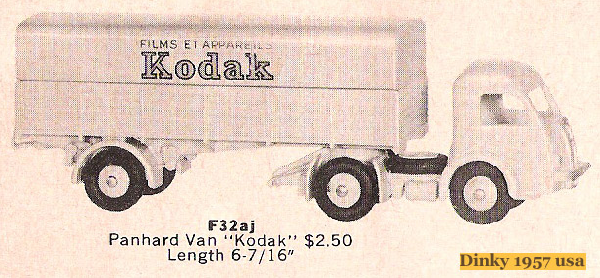 FILMS ET APPAREILS
Kodak
F32aj
Panhard Van "Kodak" $2.50
Length 6-7/16"
Dinky 1957 usa